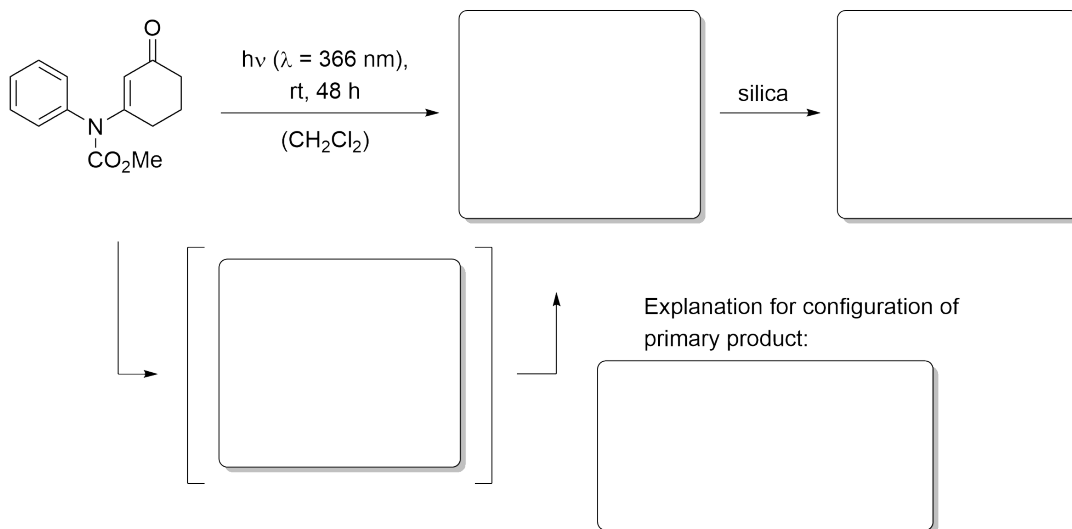 O
N
CO2Me
hν (λ = 366 nm),
rt, 48 h
(CH2Cl2)
silica
Explanation for configuration of
primary product: